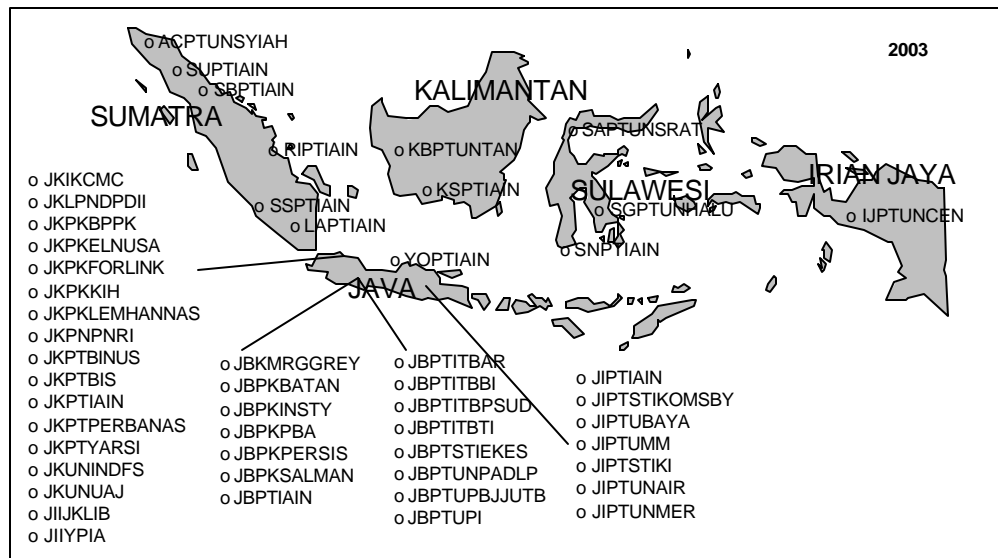 2003
o ACPTUNSYIAH
o SUPTIAIN
o SBPTIAIN
SUMATRA
o RIPTIAIN
o SSPTIAIN
o LAPTIAIN
KALIMANTAN
o KBPTUNTAN
o KSPTIAIN
o SAPTUNSRAT
SULAWESI
o SGPTUNHALU
o SNPYIAIN
IRIAN JAYA
o IJPTUNCEN
o YOPTIAIN
JAVA
o JKIKCMC
o JKLPNDPDII
o JKPKBPPK
o JKPKELNUSA
o JKPKFORLINK
o JKPKKIH
o JKPKLEMHANNAS
o JKPNPNRI
o JKPTBINUS
o JKPTBIS
o JKPTIAIN
o JKPTPERBANAS
o JKPTYARSI
o JKUNINDFS
o JKUNUAJ
o JIIJKLIB
o JIIYPIA
o JBKMRGGREY
o JBPKBATAN
o JBPKINSTY
o JBPKPBA
o JBPKPERSIS
o JBPKSALMAN
o JBPTIAIN
o JBPTITBAR
o JBPTITBBI
o JBPTITBPSUD
o JBPTITBTI
o JBPTSTIEKES
o JBPTUNPADLP
o JBPTUPBJJUTB
o JBPTUPI
o JIPTIAIN
o JIPTSTIKOMSBY
o JIPTUBAYA
o JIPTUMM
o JIPTSTIKI
o JIPTUNAIR
o JIPTUNMER